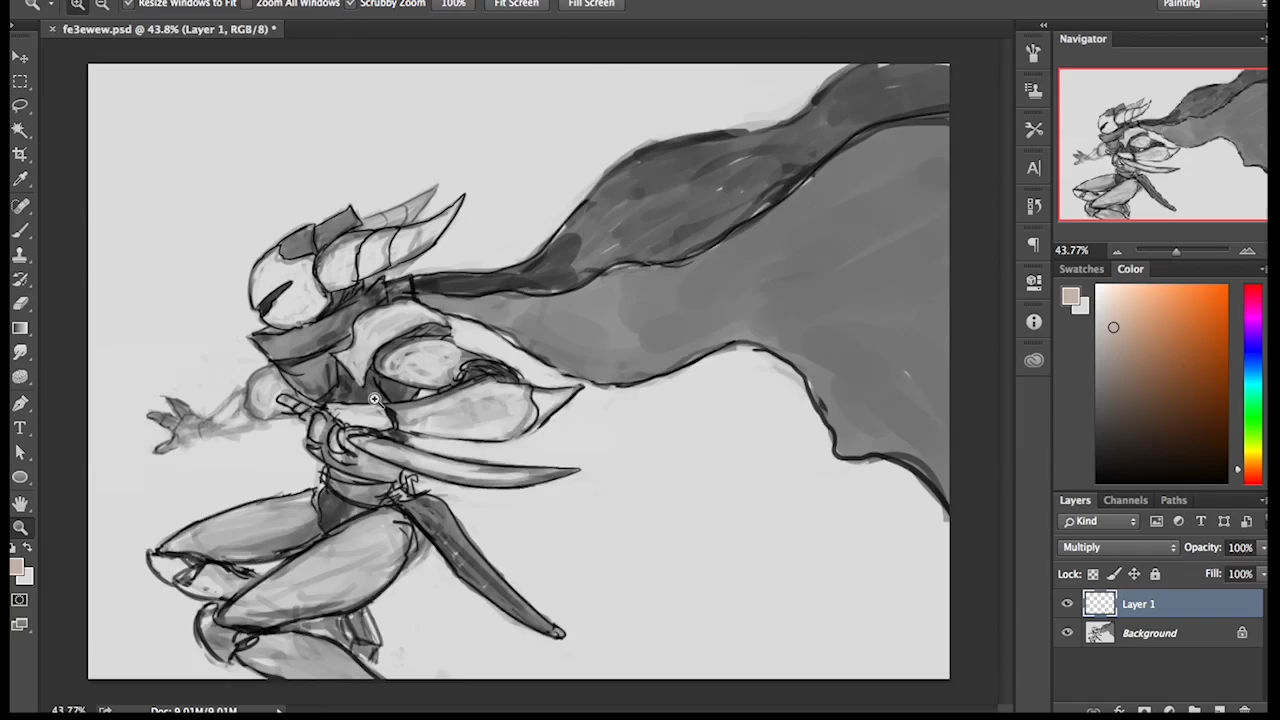 Resize Windows to Fit Zoom All Windows Scrubby Zoom 100% Fit Screen Fill Screen Painting
× fe3ewew.psd @ 43.8% (Layer 1, RGB/8) *
Navigator
43.77%
Swatches Color
Layers Channels Paths
Kind
Multiply Opacity: 100%
Lock: Fill: 100%
Layer 1
Background
43.77% Doc: 9.01M/9.01M